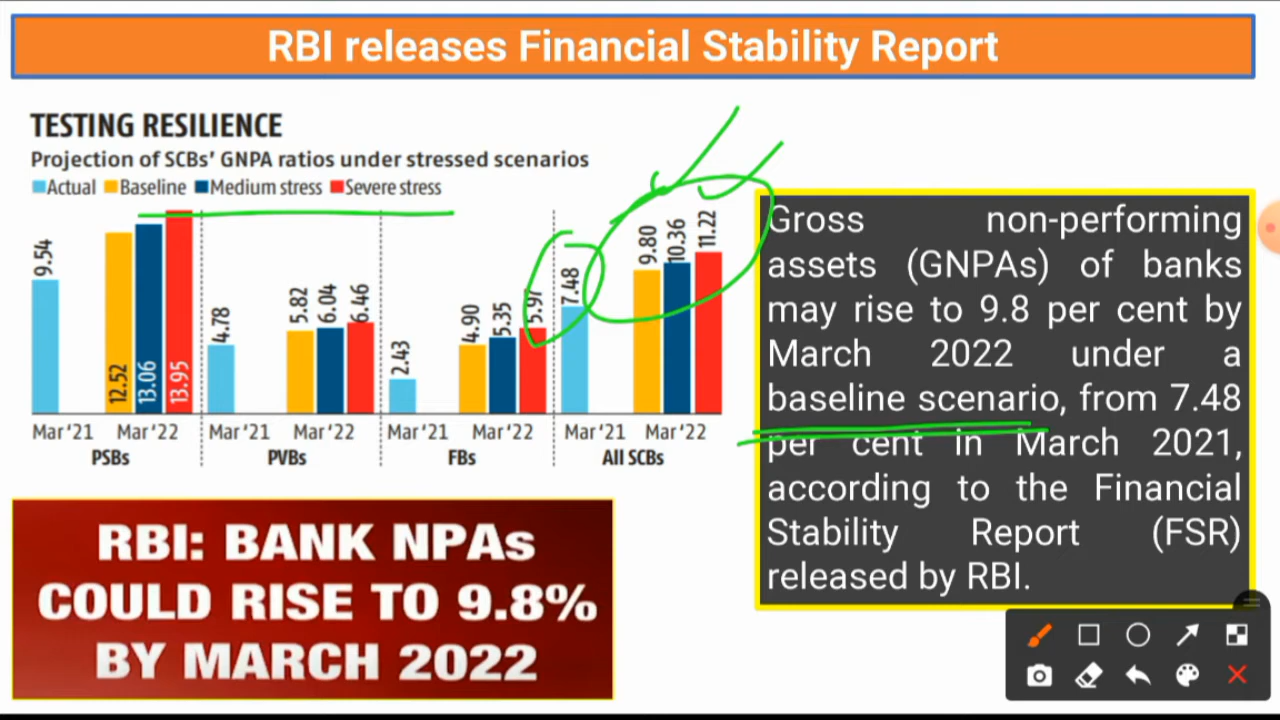 RBI releases Financial Stability Report
TESTING RESILIENCE
Projection of SCBs' GNPA ratios under stressed scenarios
Actual Baseline Medium stress Severe stress
9.54
12.52
13.06
13.95
4.78
5.82
6.04
6.46
2.43
4.90
5.35
5.97
7.48
9.80
10.36
11.22
Mar '21 Mar '22 Mar '21 Mar '22 Mar '21 Mar '22 Mar '21 Mar '22
PSBs PVBs FBs All SCBs
Gross non-performing
assets (GNPAs) of banks
may rise to 9.8 per cent by
March 2022 under a
baseline scenario, from 7.48
per cent in March 2021,
according to the Financial
Stability Report (FSR)
released by RBI.
RBI: BANK NPAs
COULD RISE TO 9.8%
BY MARCH 2022